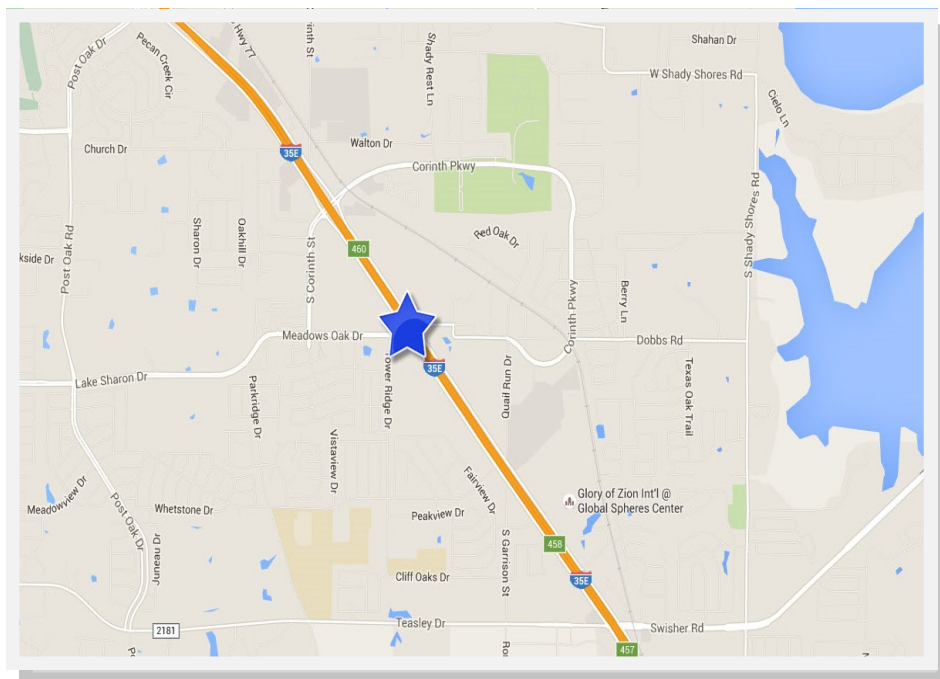 Post Oak Dr
Pecan Creek Cir
Hwy 77
inth St
Shady Rest Ln
Shahan Dr
W Shady Shores Rd
Cielo Ln
Church Dr
35E
Walton Dr
Corinth Pkwy
Post Oak Rd
Sharon Dr
Oakhill Dr
S Corinth St
460
Red Oak Dr
S Shady Shores Rd
kside Dr
Berry Ln
Corinth Pkwy
Meadows Oak Dr
Dobbs Rd
35E
Tower Ridge Dr
Quail Run Dr
Texas Oak Trail
Lake Sharon Dr
Parkridge Dr
Vistaview Dr
Fairview Dr
Glory of Zion Int'l @
Global Spheres Center
Meadowview Dr
Post Oak Dr
Whetstone Dr
Peakview Dr
S Garrison St
458
Juneau Dr
Cliff Oaks Dr
35E
2181
Teasley Dr
Swisher Rd
457